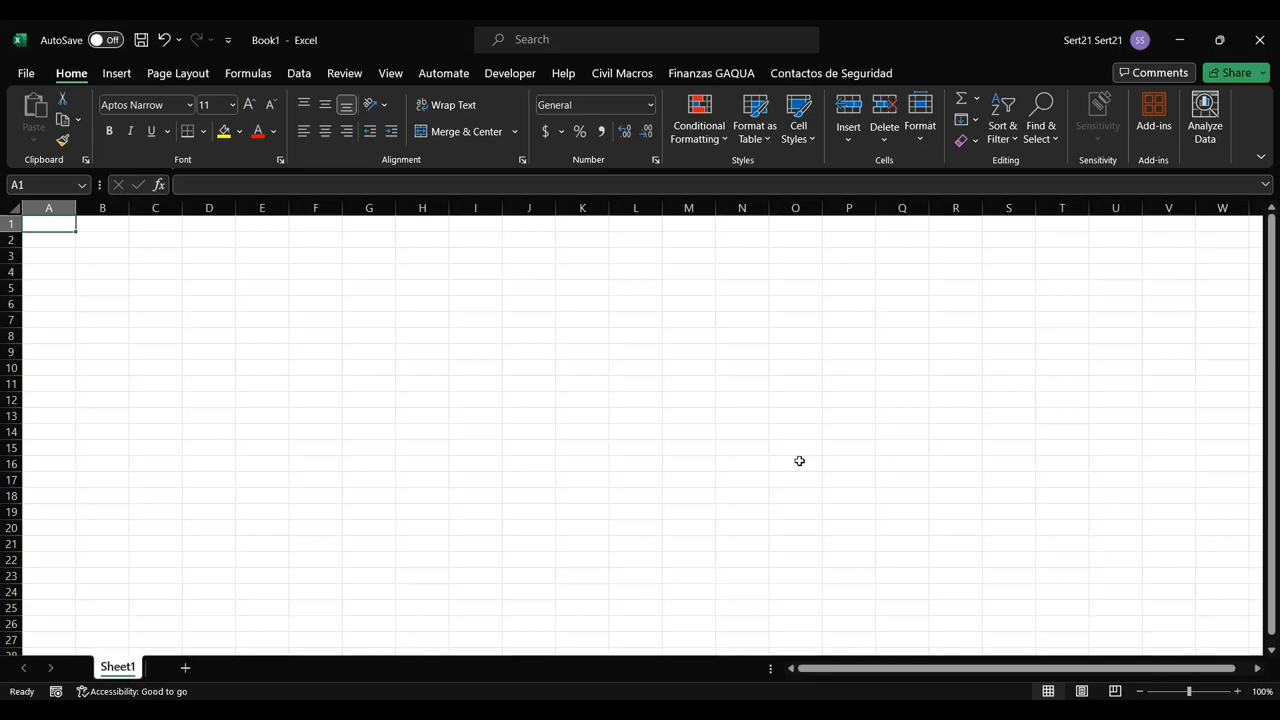 AutoSave Off Book1 - Excel Search Sert21 Sert21 SS
File Home Insert Page Layout Formulas Data Review View Automate Developer Help Civil Macros Finanzas GAQUA Contactos de Seguridad Comments Share
Paste
Clipboard
Aptos Narrow 11
B I U A
Font
Wrap Text
Merge & Center
Alignment
General
$ % 9
Number
Conditional Formatting
Format as Table
Cell Styles
Styles
Insert
Delete
Format
Cells
Sort & Filter
Find & Select
Editing
Sensitivity
Sensitivity
Add-ins
Add-ins
Analyze Data
A1 fx
A B C D E F G H I J K L M N O P Q R S T U V W
1
2
3
4
5
6
7
8
9
10
11
12
13
14
15
16
17
18
19
20
21
22
23
24
25
26
27
28
Sheet1
Ready Accessibility: Good to go 100%